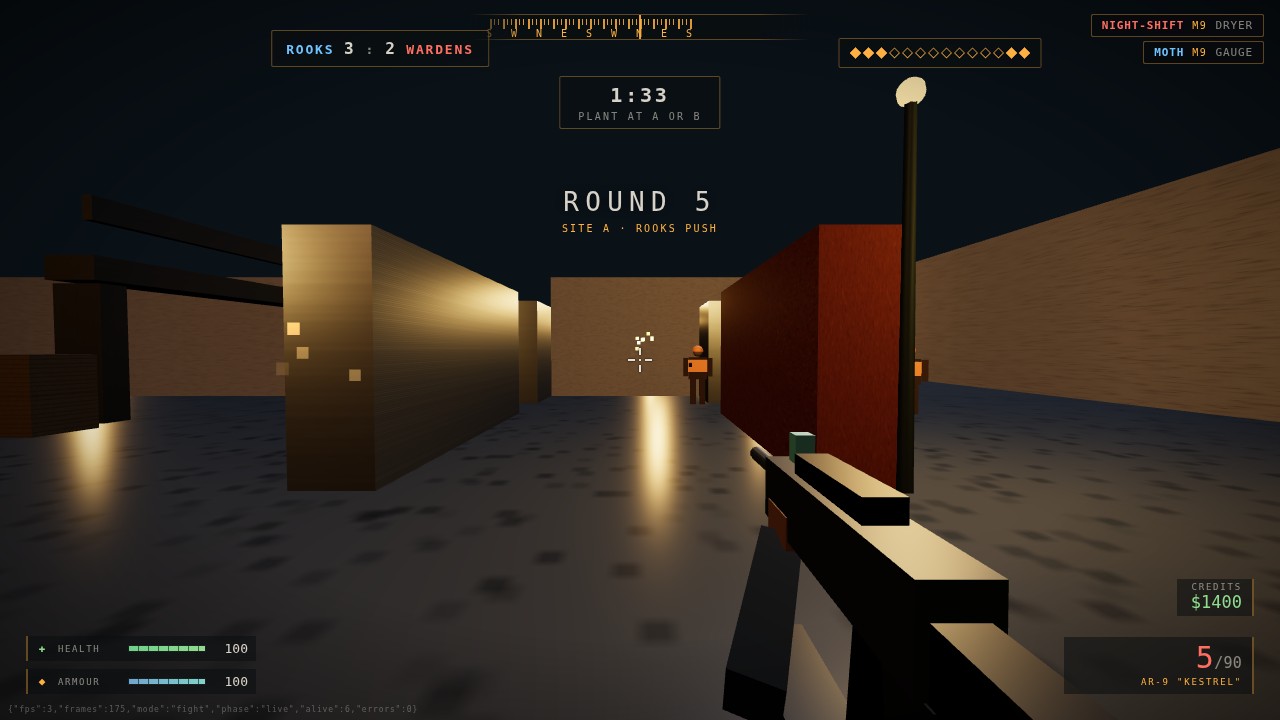 S W N E S W N E S
NIGHT-SHIFT M9 DRYER
ROOKS 3 : 2 WARDENS
MOTH M9 GAUGE
1:33
PLANT AT A OR B
ROUND 5
SITE A · ROOKS PUSH
CREDITS
$1400
HEALTH 100
5/90
ARMOUR 100
AR-9 "KESTREL"
{"fps":3,"frames":175,"mode":"fight","phase":"live","alive":6,"errors":0}